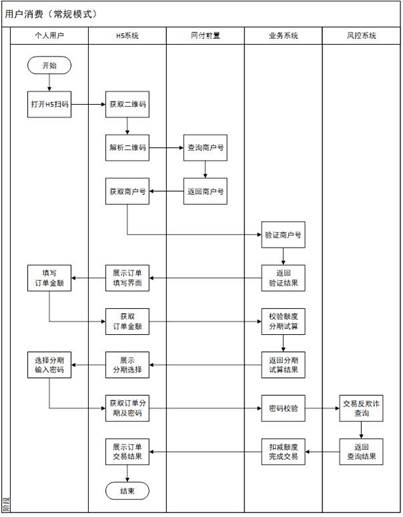 用户消费（常规模式）
个人用户
HS系统
网付前置
业务系统
风控系统
开始
打开HS扫码
获取二维码
解析二维码
查询商户号
获取商户号
返回商户号
验证商户号
填写
订单金额
展示订单
填写界面
返回
验证结果
获取
订单金额
校验额度
分期试算
选择分期
输入密码
展示
分期选择
返回分期
试算结果
获取订单分
期及密码
密码校验
交易反欺诈
查询
展示订单
交易结果
扣减额度
完成交易
返回
查询结果
结束
阶段